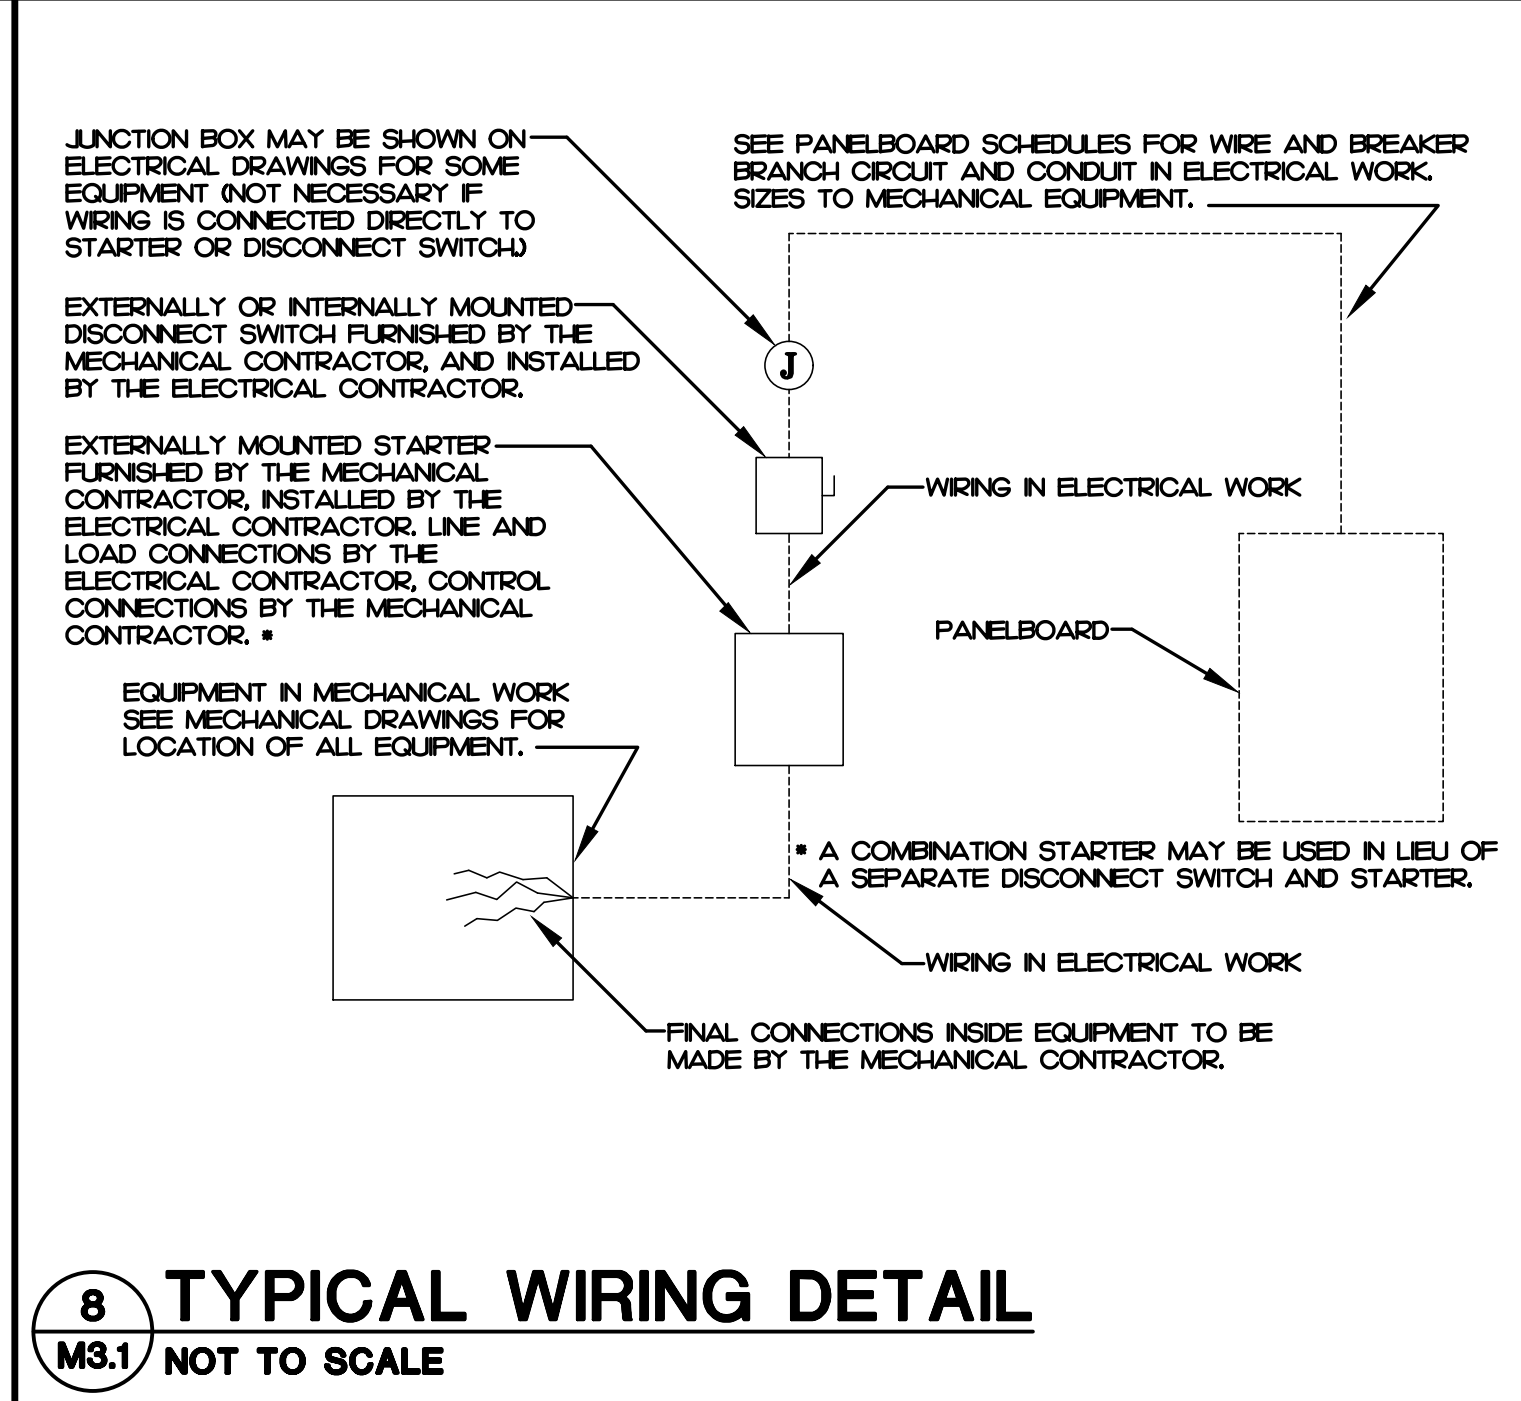 JUNCTION BOX MAY BE SHOWN ON
ELECTRICAL DRAWINGS FOR SOME
EQUIPMENT (NOT NECESSARY IF
WIRING IS CONNECTED DIRECTLY TO
STARTER OR DISCONNECT SWITCH.)
SEE PANELBOARD SCHEDULES FOR WIRE AND BREAKER
BRANCH CIRCUIT AND CONDUIT IN ELECTRICAL WORK.
SIZES TO MECHANICAL EQUIPMENT.
EXTERNALLY OR INTERNALLY MOUNTED
DISCONNECT SWITCH FURNISHED BY THE
MECHANICAL CONTRACTOR, AND INSTALLED
BY THE ELECTRICAL CONTRACTOR.
J
EXTERNALLY MOUNTED STARTER
FURNISHED BY THE MECHANICAL
CONTRACTOR, INSTALLED BY THE
ELECTRICAL CONTRACTOR. LINE AND
LOAD CONNECTIONS BY THE
ELECTRICAL CONTRACTOR, CONTROL
CONNECTIONS BY THE MECHANICAL
CONTRACTOR. *
WIRING IN ELECTRICAL WORK
PANELBOARD
EQUIPMENT IN MECHANICAL WORK
SEE MECHANICAL DRAWINGS FOR
LOCATION OF ALL EQUIPMENT.
* A COMBINATION STARTER MAY BE USED IN LIEU OF
A SEPARATE DISCONNECT SWITCH AND STARTER.
WIRING IN ELECTRICAL WORK
FINAL CONNECTIONS INSIDE EQUIPMENT TO BE
MADE BY THE MECHANICAL CONTRACTOR.
8
M3.1
TYPICAL WIRING DETAIL
NOT TO SCALE